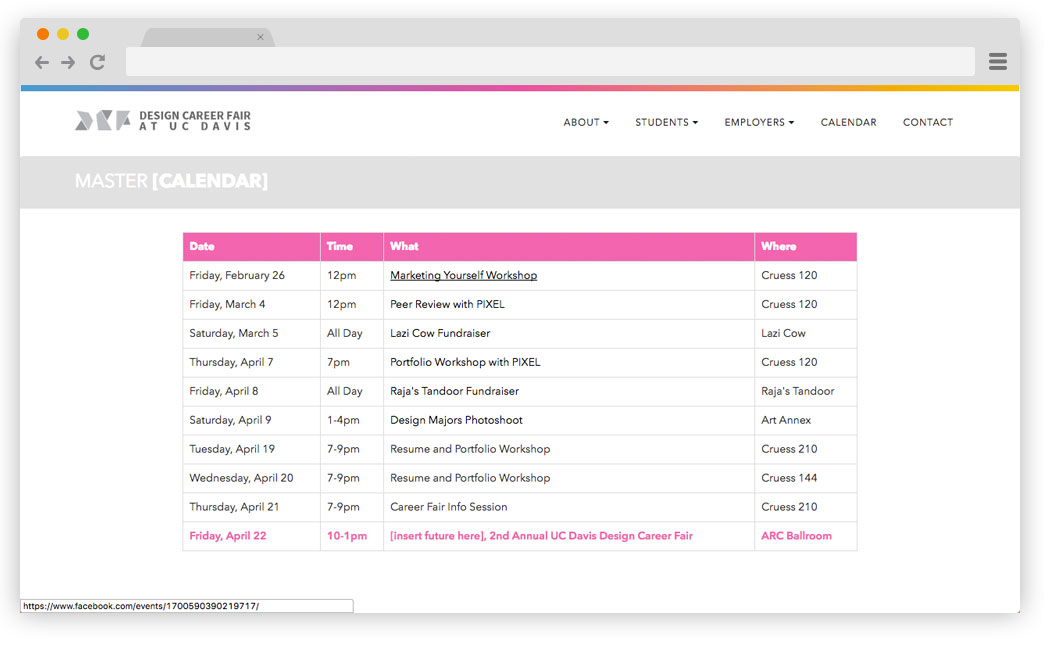 DESIGN CAREER FAIR
AT UC DAVIS
ABOUT STUDENTS EMPLOYERS CALENDAR CONTACT
MASTER [CALENDAR]
Date Time What Where
Friday, February 26 12pm Marketing Yourself Workshop Cruess 120
Friday, March 4 12pm Peer Review with PIXEL Cruess 120
Saturday, March 5 All Day Lazi Cow Fundraiser Lazi Cow
Thursday, April 7 7pm Portfolio Workshop with PIXEL Cruess 120
Friday, April 8 All Day Raja's Tandoor Fundraiser Raja's Tandoor
Saturday, April 9 1-4pm Design Majors Photoshoot Art Annex
Tuesday, April 19 7-9pm Resume and Portfolio Workshop Cruess 210
Wednesday, April 20 7-9pm Resume and Portfolio Workshop Cruess 144
Thursday, April 21 7-9pm Career Fair Info Session Cruess 210
Friday, April 22 10-1pm [insert future here], 2nd Annual UC Davis Design Career Fair ARC Ballroom
https://www.facebook.com/events/1700590390219717/